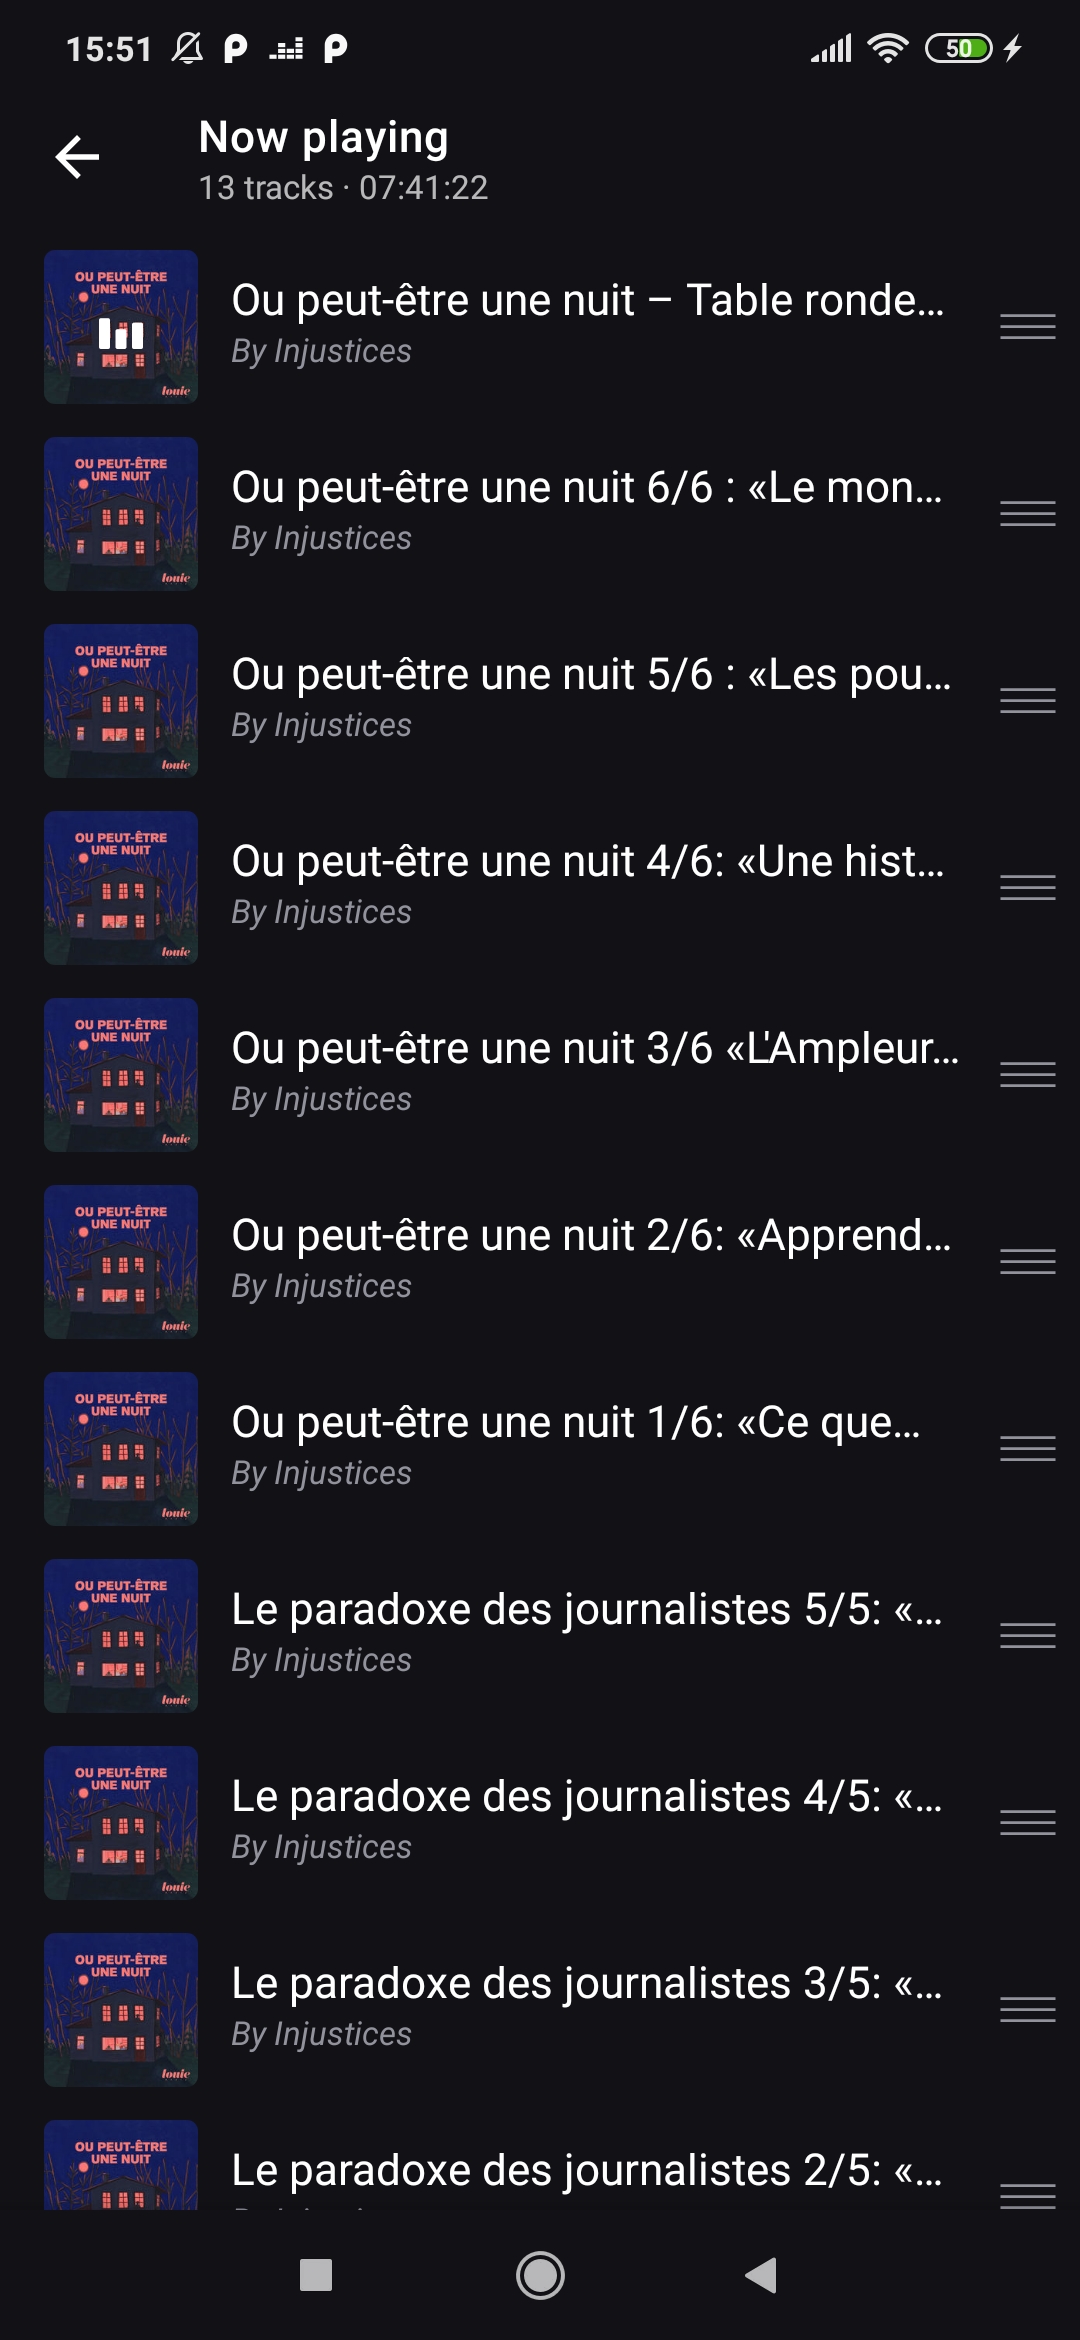 15:51
50
Now playing
13 tracks · 07:41:22
OU PEUT-ÊTRE
UNE NUIT
louie
Ou peut-être une nuit – Table ronde...
By Injustices
OU PEUT-ÊTRE
UNE NUIT
louie
Ou peut-être une nuit 6/6 : «Le mon...
By Injustices
OU PEUT-ÊTRE
UNE NUIT
louie
Ou peut-être une nuit 5/6 : «Les pou...
By Injustices
OU PEUT-ÊTRE
UNE NUIT
louie
Ou peut-être une nuit 4/6: «Une hist...
By Injustices
OU PEUT-ÊTRE
UNE NUIT
louie
Ou peut-être une nuit 3/6 «L'Ampleur...
By Injustices
OU PEUT-ÊTRE
UNE NUIT
louie
Ou peut-être une nuit 2/6: «Apprend...
By Injustices
OU PEUT-ÊTRE
UNE NUIT
louie
Ou peut-être une nuit 1/6: «Ce que...
By Injustices
OU PEUT-ÊTRE
UNE NUIT
louie
Le paradoxe des journalistes 5/5: «...
By Injustices
OU PEUT-ÊTRE
UNE NUIT
louie
Le paradoxe des journalistes 4/5: «...
By Injustices
OU PEUT-ÊTRE
UNE NUIT
louie
Le paradoxe des journalistes 3/5: «...
By Injustices
OU PEUT-ÊTRE
UNE NUIT
Le paradoxe des journalistes 2/5: «...